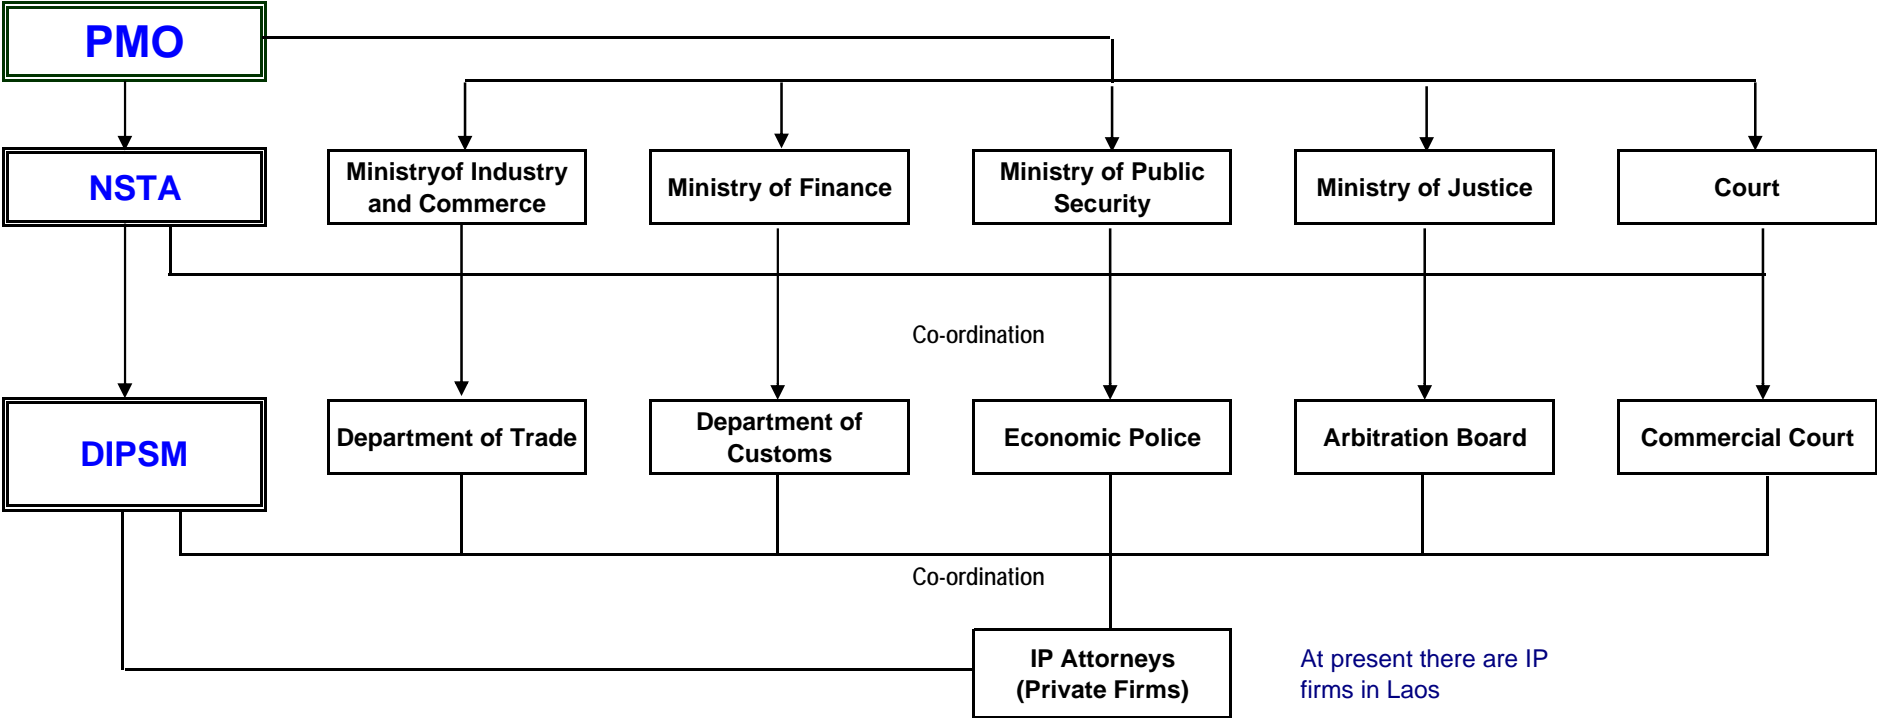 PMO
NSTA
Ministryof Industry
and Commerce
Ministry of Finance
Ministry of Public
Security
Ministry of Justice
Court
Co-ordination
DIPSM
Department of Trade
Department of
Customs
Economic Police
Arbitration Board
Commercial Court
Co-ordination
IP Attorneys
(Private Firms)
At present there are IP
firms in Laos